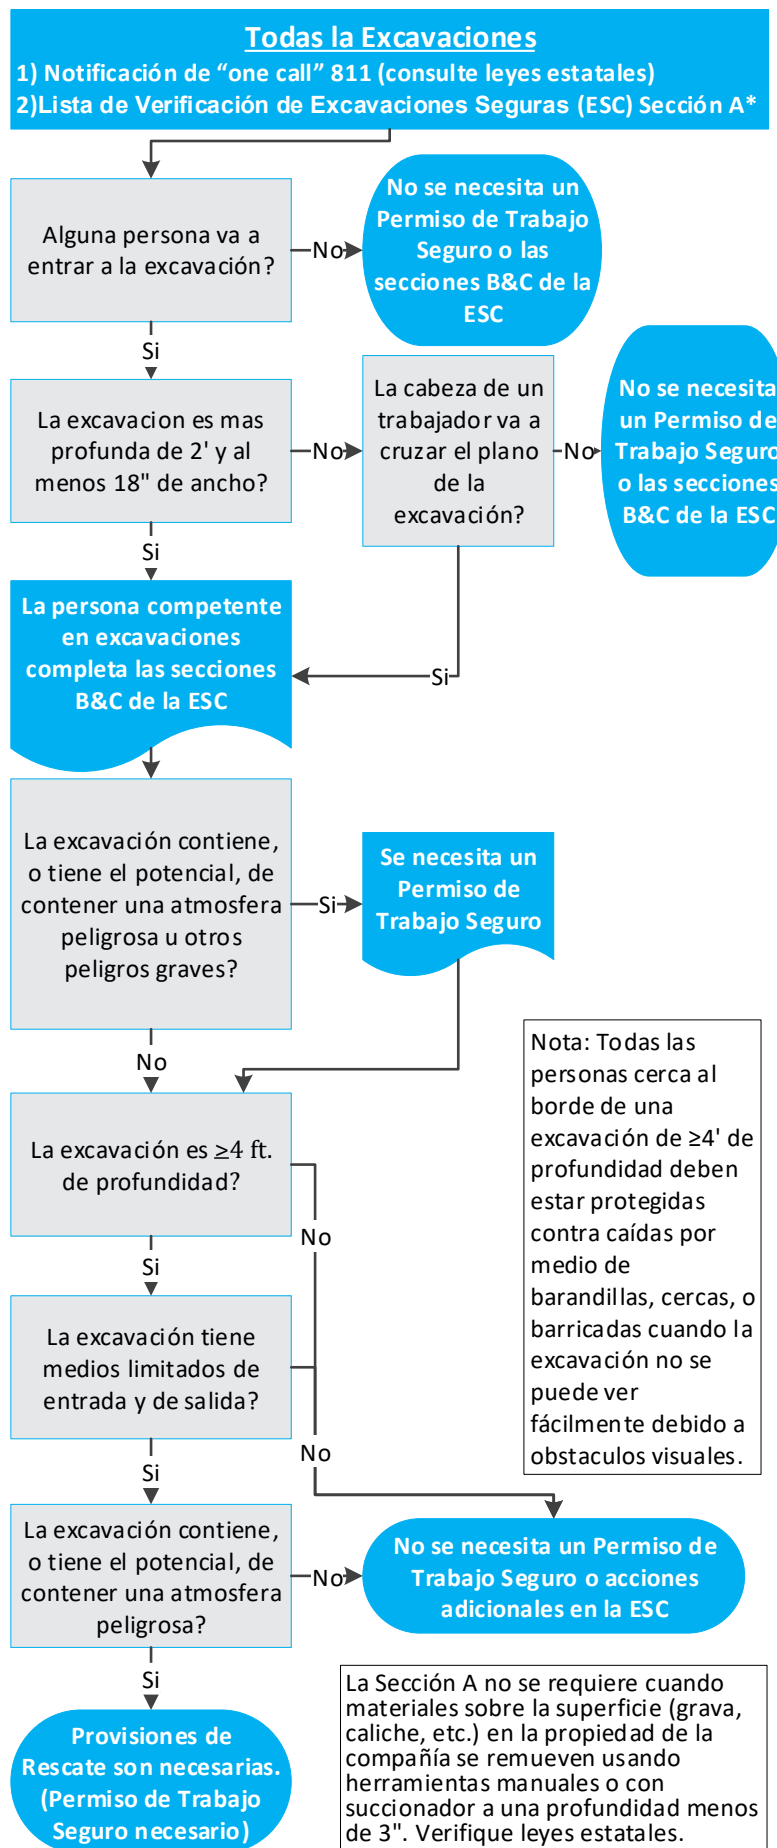 Todas la Excavaciones
1) Notificación de “one call” 811 (consulte leyes estatales)
2)Lista de Verificación de Excavaciones Seguras (ESC) Sección A*
Alguna persona va a
entrar a la excavación?
No
No se necesita un
Permiso de Trabajo
Seguro o las
secciones B&C de la
ESC
Si
La excavacion es mas
profunda de 2' y al
menos 18" de ancho?
No
La cabeza de un
trabajador va a
cruzar el plano
de la
excavación?
No
No se necesita
un Permiso de
Trabajo Seguro
o las secciones
B&C de la ESC
Si
Si
La persona competente
en excavaciones
completa las secciones
B&C de la ESC
La excavación contiene,
o tiene el potencial, de
contener una atmosfera
peligrosa u otros
peligros graves?
Si
Se necesita un
Permiso de
Trabajo Seguro
No
La excavación es ≥4 ft.
de profundidad?
No
Si
La excavación tiene
medios limitados de
entrada y de salida?
No
Si
Nota: Todas las
personas cerca al
borde de una
excavación de ≥4' de
profundidad deben
estar protegidas
contra caídas por
medio de
barandillas, cercas, o
barricadas cuando la
excavación no se
puede ver
fácilmente debido a
obstaculos visuales.
La excavación contiene,
o tiene el potencial, de
contener una atmosfera
peligrosa?
No
No se necesita un Permiso de
Trabajo Seguro o acciones
adicionales en la ESC
Si
Provisiones de
Rescate son necesarias.
(Permiso de Trabajo
Seguro necesario)
La Sección A no se requiere cuando
materiales sobre la superficie (grava,
caliche, etc.) en la propiedad de la
compañía se remueven usando
herramientas manuales o con
succionador a una profundidad menos
de 3". Verifique leyes estatales.